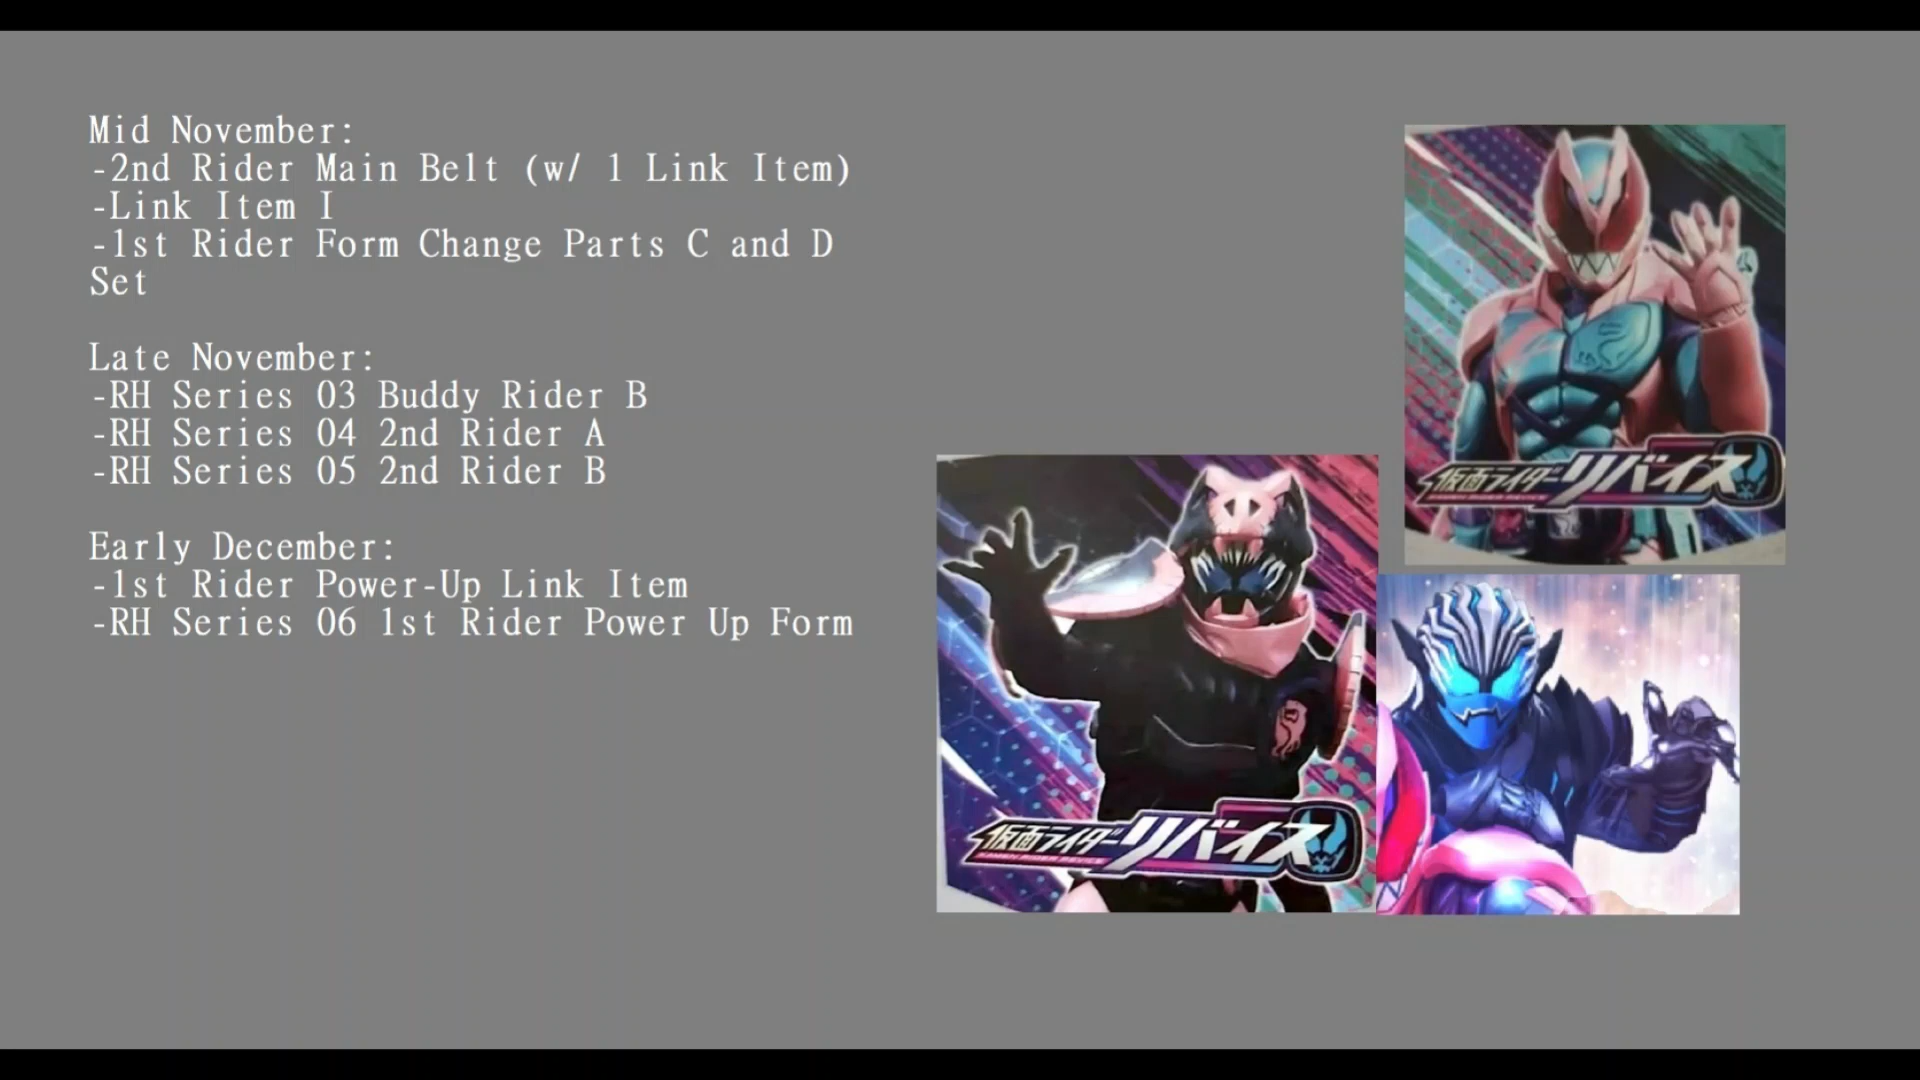 Mid November:
-2nd Rider Main Belt (w/ 1 Link Item)
-Link Item I
-1st Rider Form Change Parts C and D
Set
Late November:
-RH Series 03 Buddy Rider B
-RH Series 04 2nd Rider A
-RH Series 05 2nd Rider B
Early December:
-1st Rider Power-Up Link Item
-RH Series 06 1st Rider Power Up Form
仮面ライダーリバイス
仮面ライダーリバイス
KAMEN RIDER REVICE